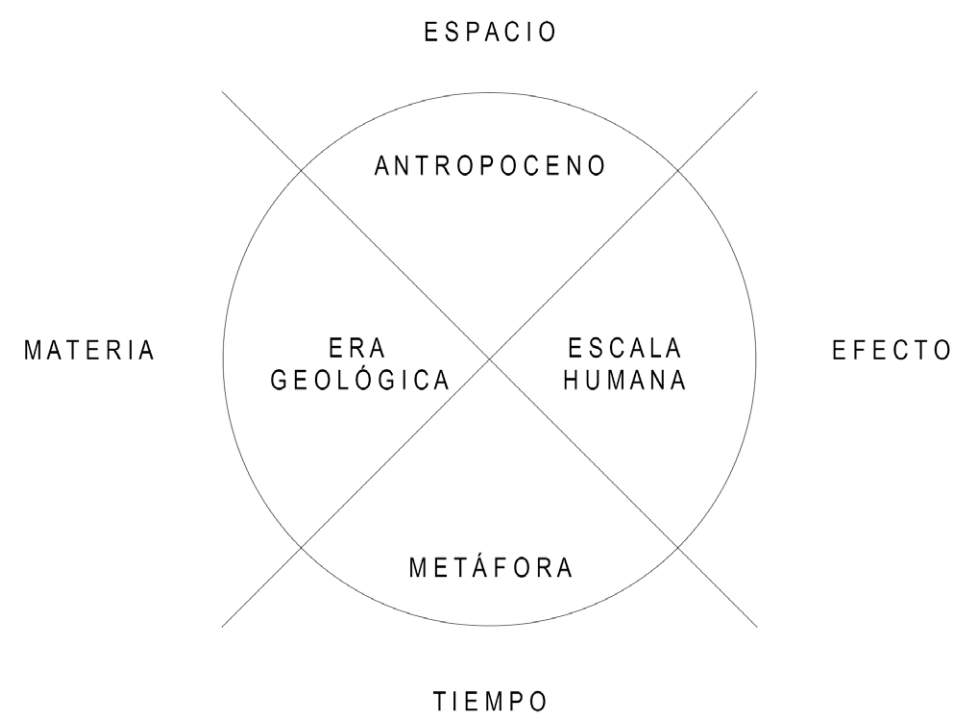 ESPACIO
ANTROPOCENO
MATERIA
ERA
GEOLÓGICA
ESCALA
HUMANA
EFECTO
METÁFORA
TIEMPO